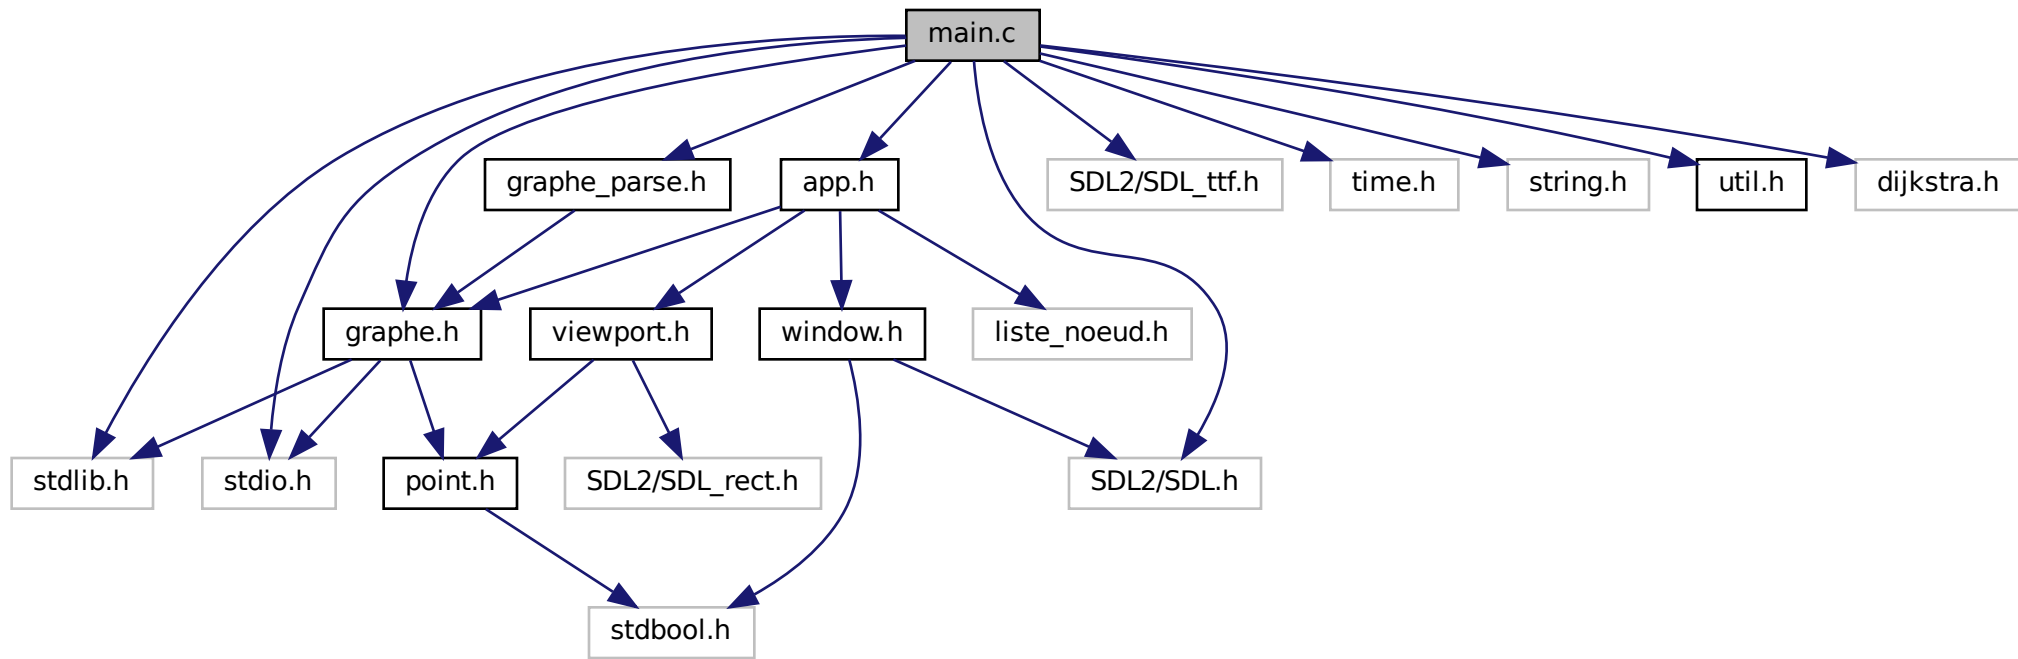 main.c
graphe_parse.h
app.h
SDL2/SDL_ttf.h
time.h
string.h
util.h
dijkstra.h
graphe.h
viewport.h
window.h
liste_noeud.h
stdlib.h
stdio.h
point.h
SDL2/SDL_rect.h
SDL2/SDL.h
stdbool.h